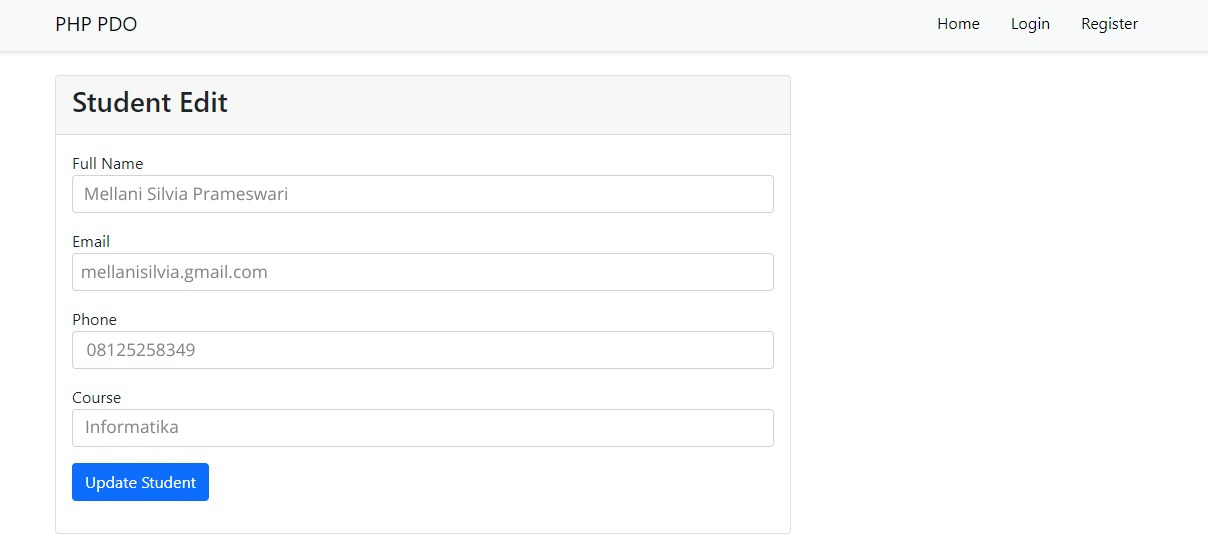 PHP PDO Home Login Register
Student Edit
Full Name
Mellani Silvia Prameswari
Email
mellanisilvia.gmail.com
Phone
08125258349
Course
Informatika
Update Student